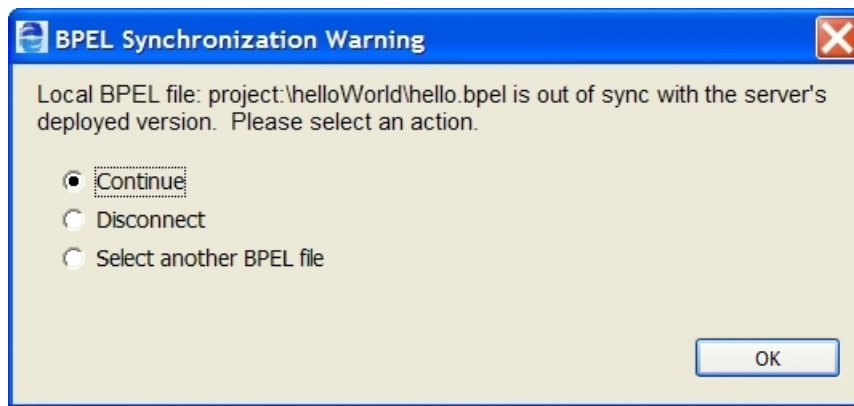 BPEL Synchronization Warning
Local BPEL file: project:\helloWorld\hello.bpel is out of sync with the server's
deployed version.  Please select an action.
Continue
Disconnect
Select another BPEL file
OK